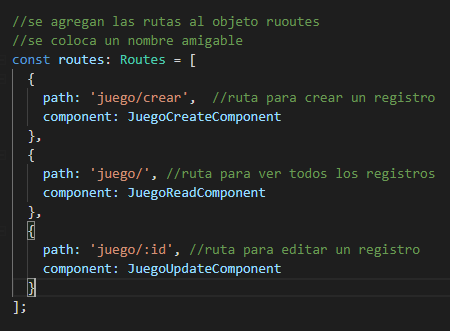 //se agregan las rutas al objeto ruoutes
//se coloca un nombre amigable
const routes: Routes = [
  {
    path: 'juego/crear',  //ruta para crear un registro
    component: JuegoCreateComponent
  },
  {
    path: 'juego/', //ruta para ver todos los registros
    component: JuegoReadComponent
  },
  {
    path: 'juego/:id', //ruta para editar un registro
    component: JuegoUpdateComponent
  }
];